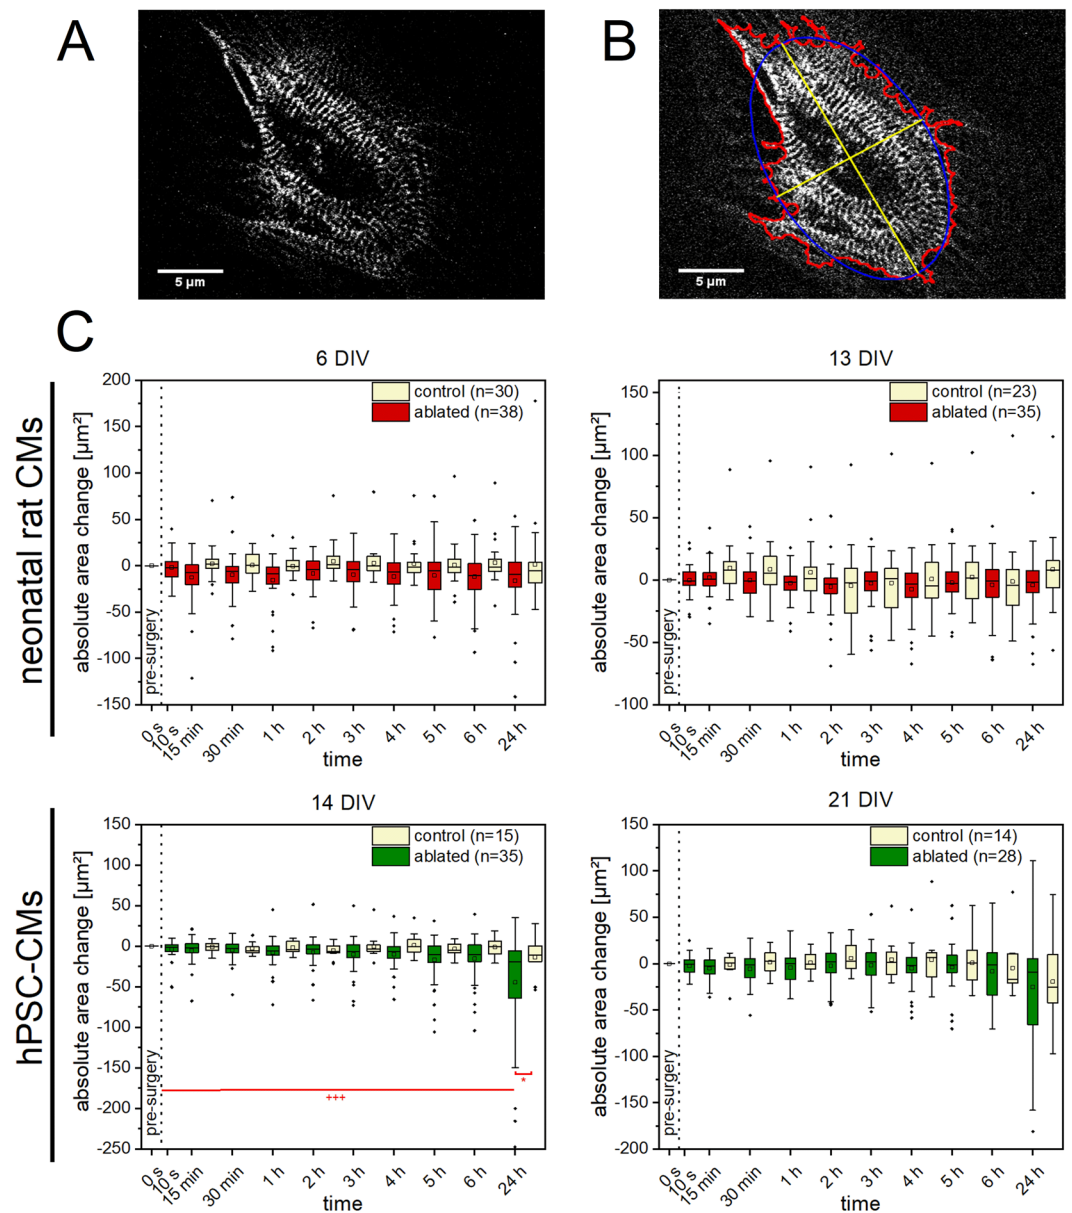 A
5 µm
B
5 µm
C
neonatal rat CMs
6 DIV
absolute area change [µm²]
200
150
100
50
0
-50
-100
-150
control (n=30)
ablated (n=38)
pre-surgery
0 s
10 s
15 min
30 min
1 h
2 h
3 h
4 h
5 h
6 h
24 h
time
13 DIV
absolute area change [µm²]
150
100
50
0
-50
-100
control (n=23)
ablated (n=35)
pre-surgery
0 s
10 s
15 min
30 min
1 h
2 h
3 h
4 h
5 h
6 h
24 h
time
hPSC-CMs
14 DIV
absolute area change [µm²]
150
100
50
0
-50
-100
-150
-200
-250
control (n=15)
ablated (n=35)
pre-surgery
+++
*
0 s
10 s
15 min
30 min
1 h
2 h
3 h
4 h
5 h
6 h
24 h
time
21 DIV
absolute area change [µm²]
150
100
50
0
-50
-100
-150
-200
control (n=14)
ablated (n=28)
pre-surgery
0 s
10 s
15 min
30 min
1 h
2 h
3 h
4 h
5 h
6 h
24 h
time